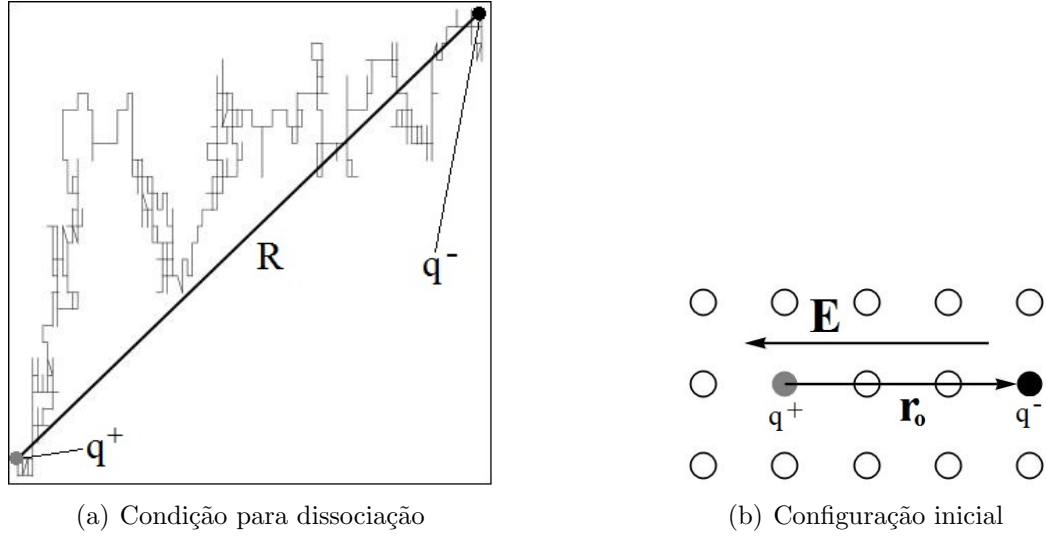 R
q⁻
q⁺
(a) Condição para dissociação
E
q⁺
r₀
q⁻
(b) Configuração inicial